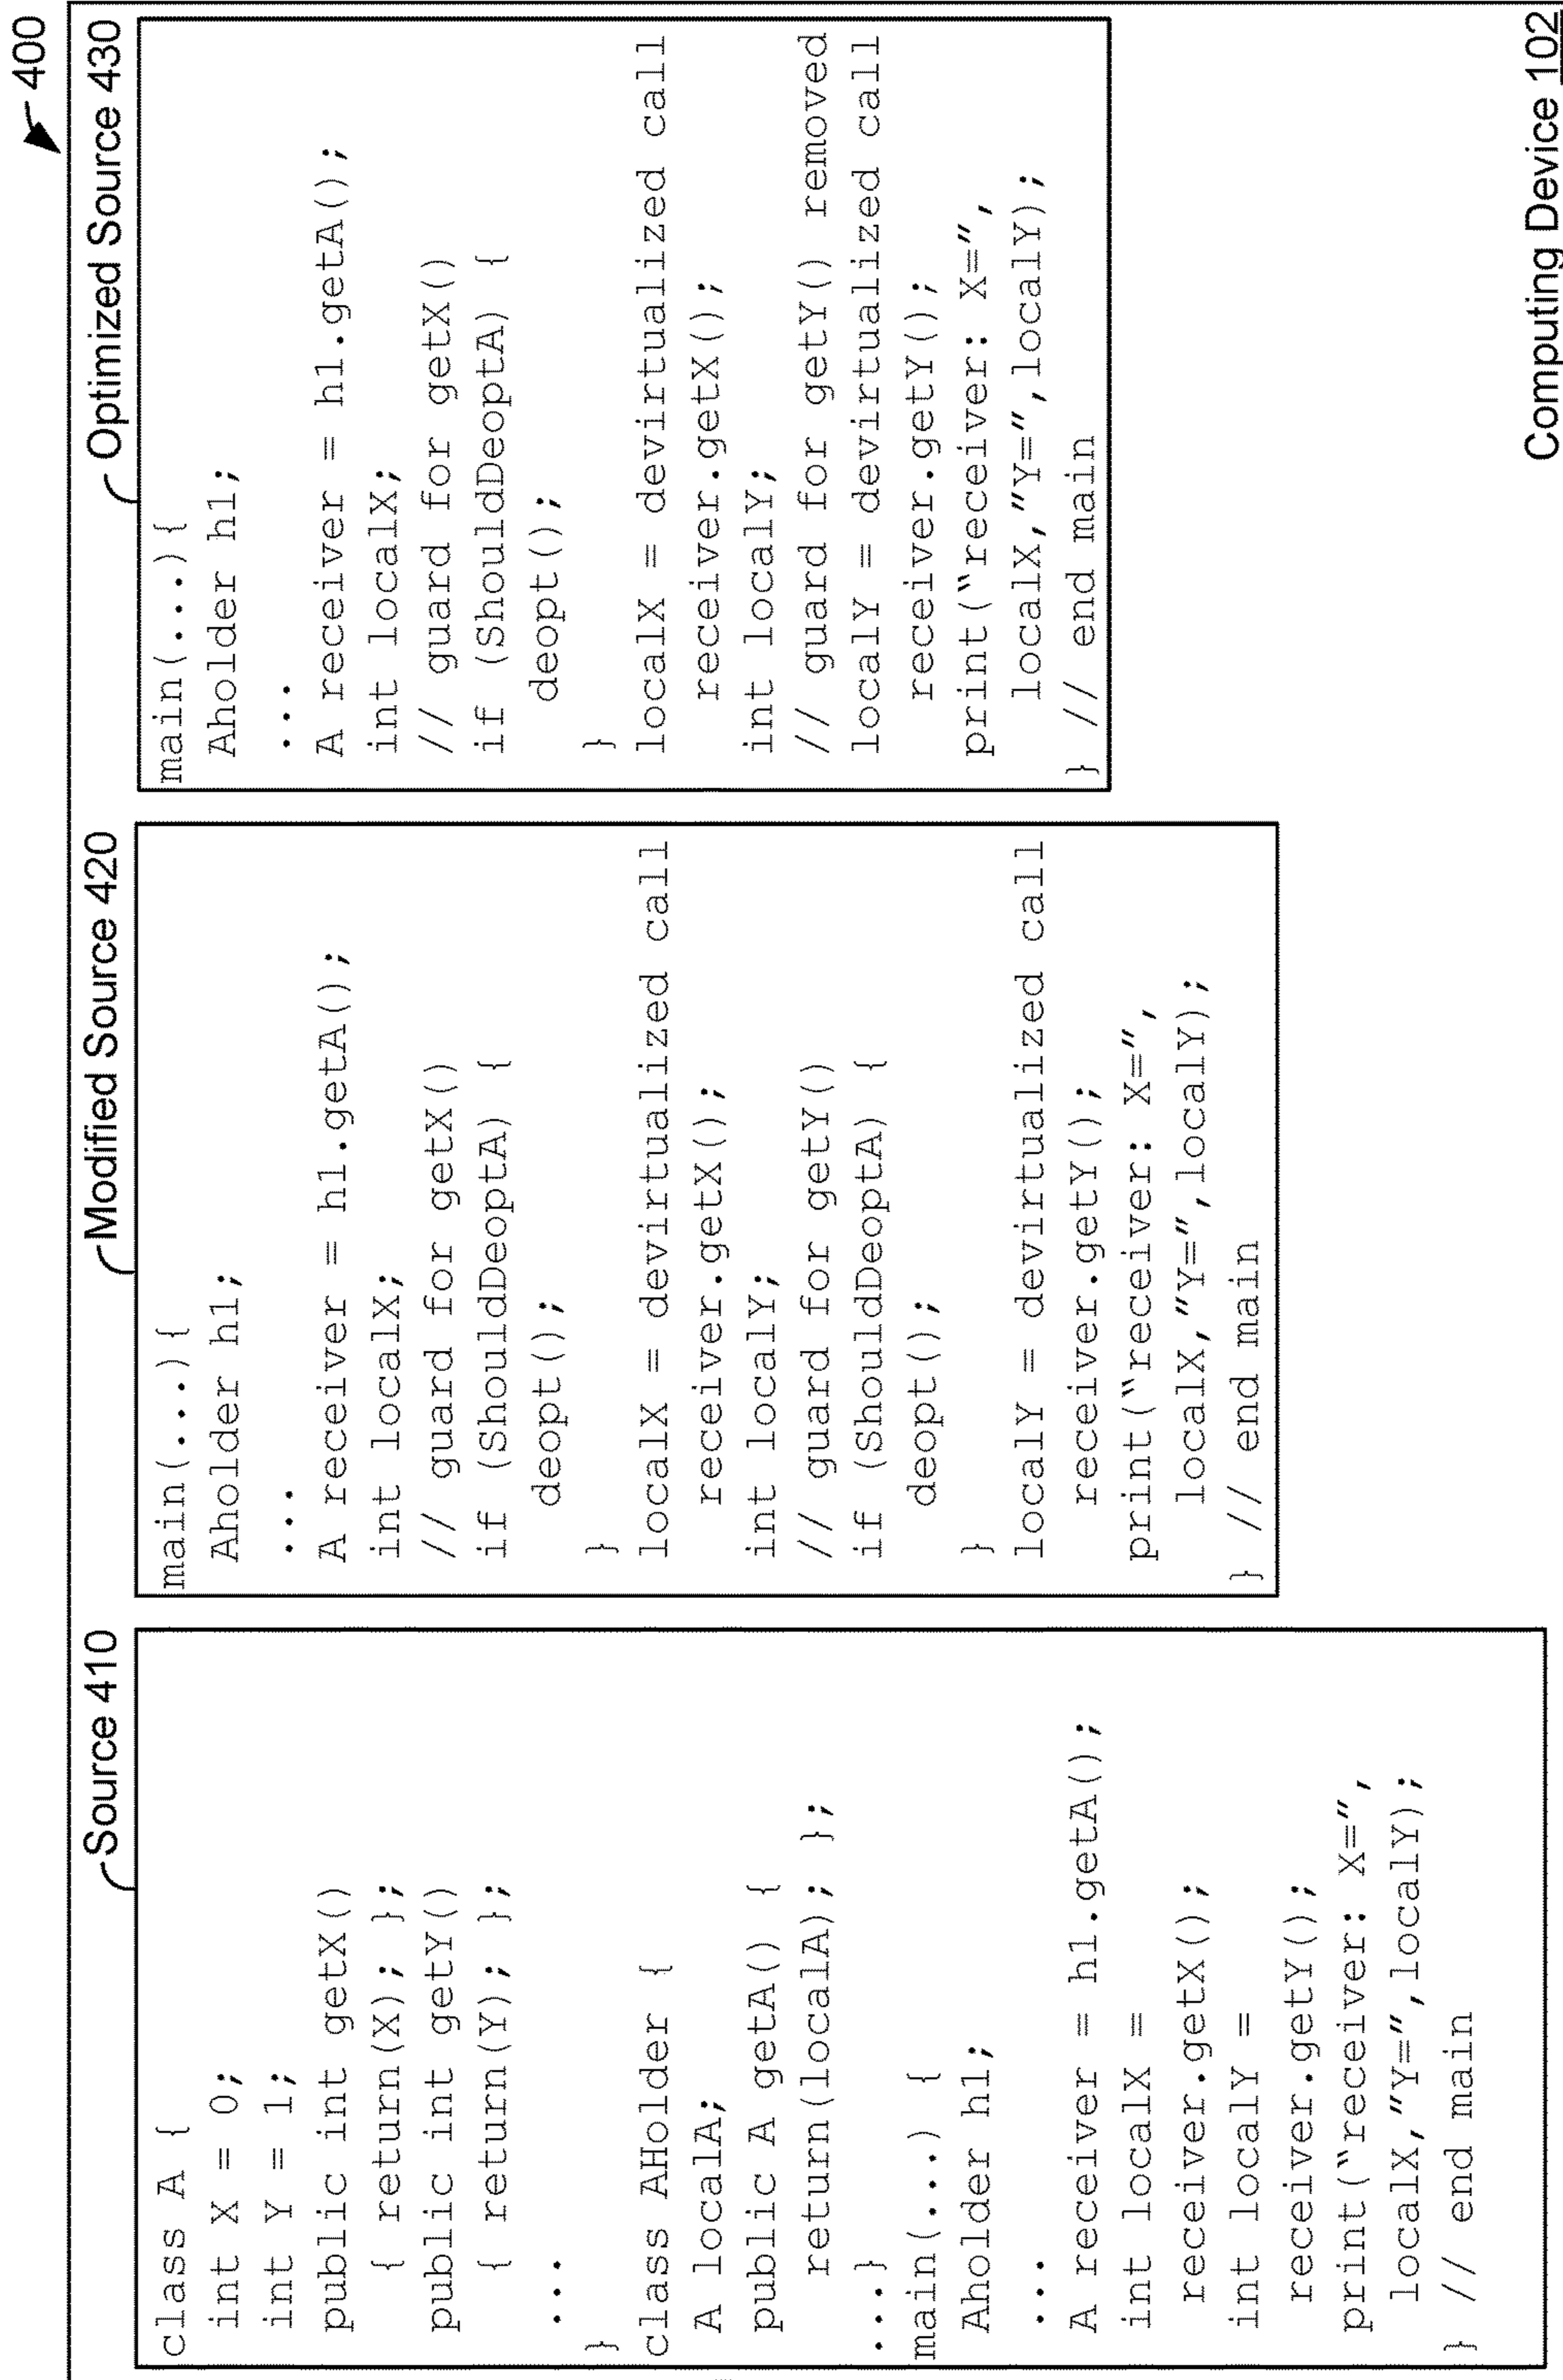 400
Source 410
class A {
int X = 0;
int Y = 1;
public int getX()
{ return(X); };
public int getY()
{ return(Y); };
...
}
class AHolder {
A localA;
public A getA() {
return(localA); };
...}
main(...) {
Aholder h1;
...
A receiver = h1.getA();
int localX =
receiver.getX();
int localY =
receiver.getY();
print("receiver: X=",
localX,"Y=",localY);
} // end main
Modified Source 420
main(...){
Aholder h1;
...
A receiver = h1.getA();
int localX;
// guard for getX()
if (ShouldDeoptA) {
deopt();
}
localX = devirtualized call
receiver.getX();
int localY;
// guard for getY()
if (ShouldDeoptA) {
deopt();
}
localY = devirtualized call
receiver.getY();
print("receiver: X=",
localX,"Y=",localY);
} // end main
Optimized Source 430
main(...){
Aholder h1;
...
A receiver = h1.getA();
int localX;
// guard for getX()
if (ShouldDeoptA) {
deopt();
}
localX = devirtualized call
receiver.getX();
int localY;
// guard for getY() removed
localY = devirtualized call
receiver.getY();
print("receiver: X=",
localX,"Y=",localY);
} // end main
Computing Device 102